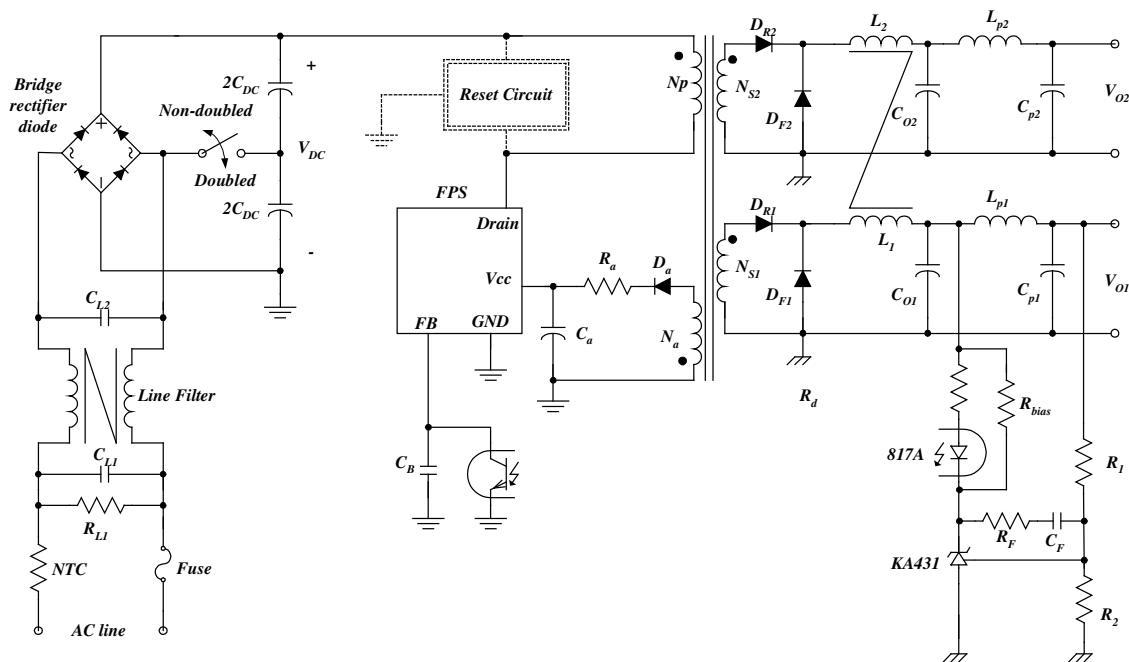 Bridge
rectifier
diode
Non-doubled
Doubled
2C_DC
2C_DC
+
V_DC
-
+
-
~
~
C_L2
Line Filter
C_L1
R_L1
NTC
Fuse
AC line
Reset Circuit
FPS
Drain
Vcc
FB
GND
R_a
D_a
C_a
N_a
C_B
Np
N_S2
N_S1
D_R2
D_F2
L_2
L_p2
C_O2
C_p2
V_O2
D_R1
D_F1
L_1
L_p1
C_O1
C_p1
V_O1
R_d
R_bias
817A
R_1
R_F
C_F
KA431
R_2